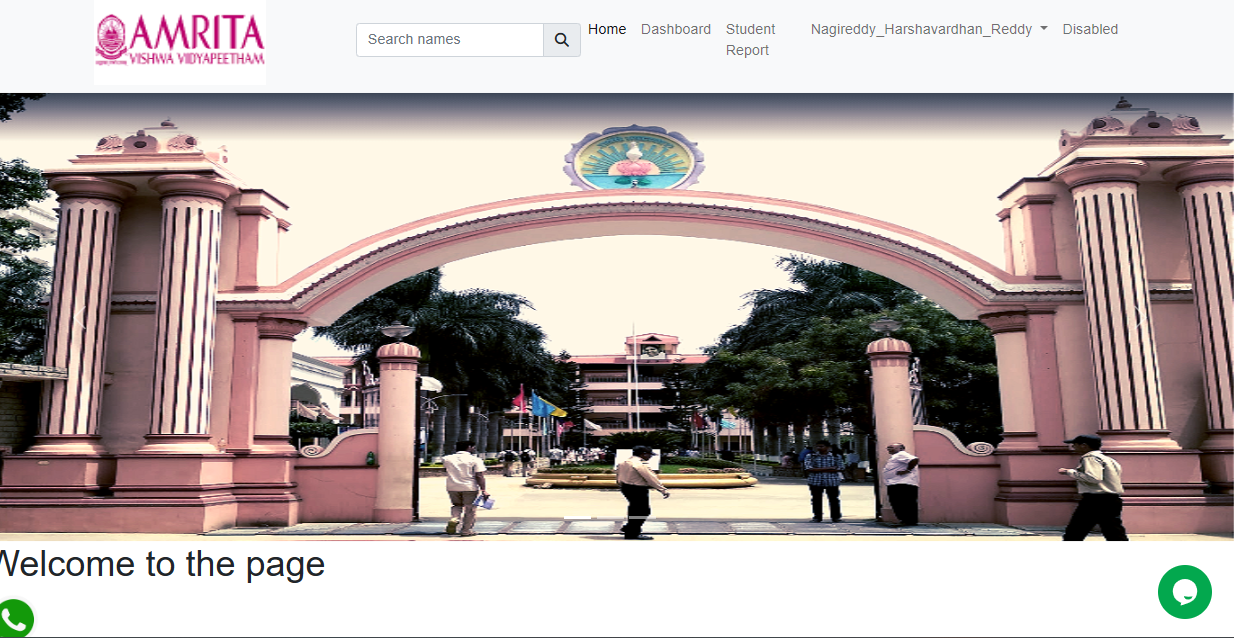 AMRITA
VISHWA VIDYAPEETHAM
Search names
Home
Dashboard
Student
Report
Nagireddy_Harshavardhan_Reddy
Disabled
Welcome to the page